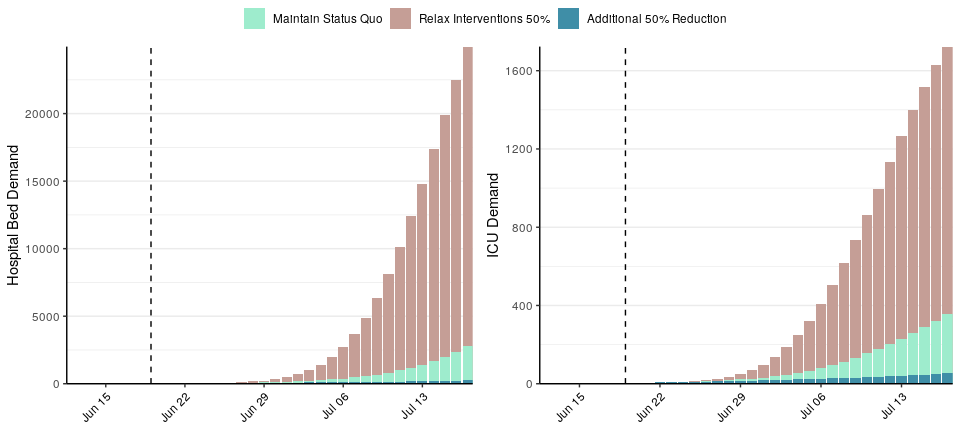 Maintain Status Quo Relax Interventions 50% Additional 50% Reduction
Hospital Bed Demand
20000
15000
10000
5000
0
Jun 15 Jun 22 Jun 29 Jul 06 Jul 13
ICU Demand
1600
1200
800
400
0
Jun 15 Jun 22 Jun 29 Jul 06 Jul 13